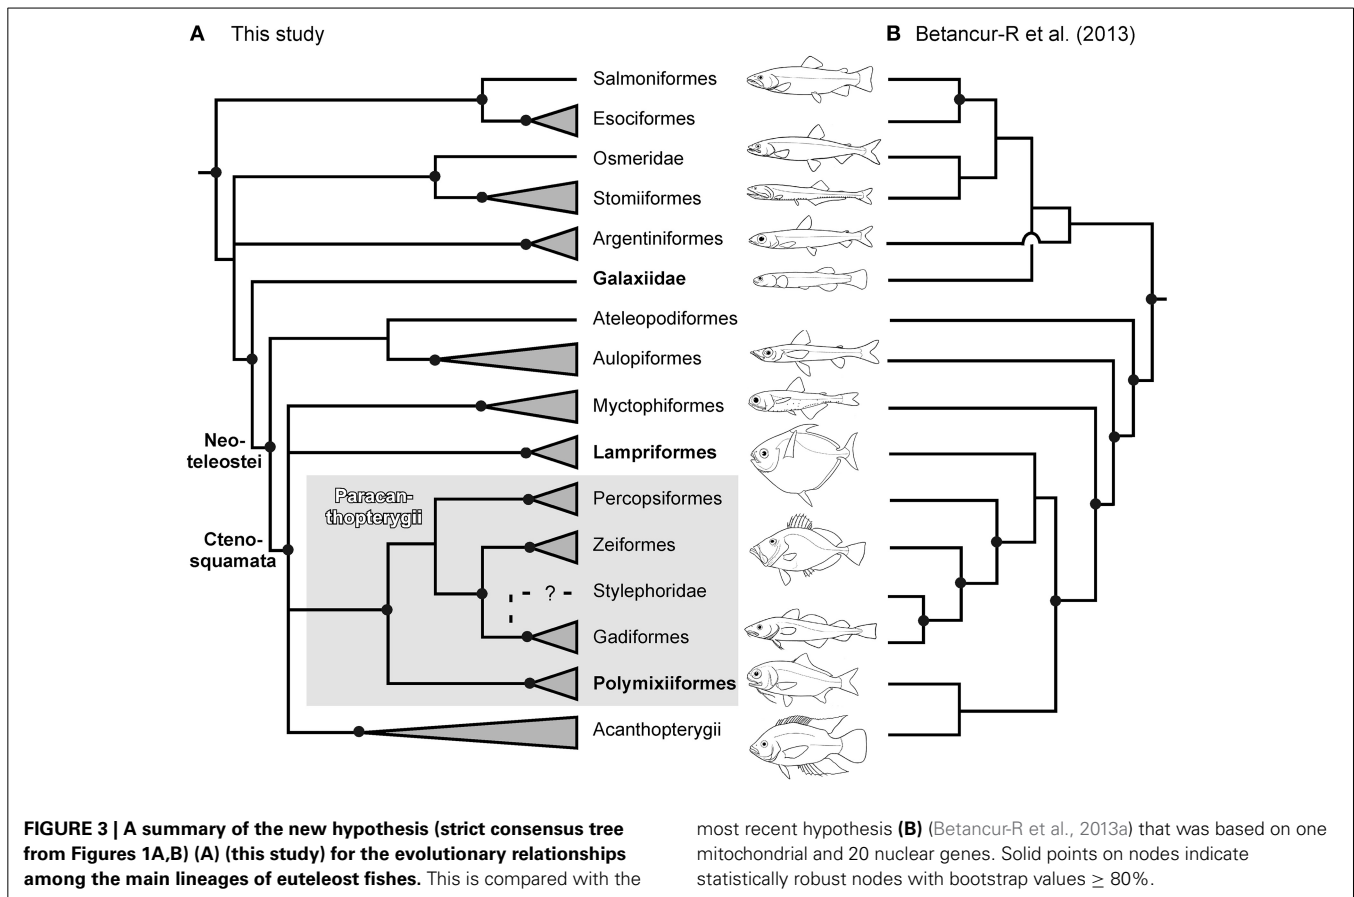 A This study
B Betancur-R et al. (2013)
Salmoniformes
Esociformes
Osmeridae
Stomiiformes
Argentiniformes
Galaxiidae
Ateleopodiformes
Aulopiformes
Myctophiformes
Neo-
teleostei
Lampriformes
Paracan-
thopterygii
Percopsiformes
Cteno-
squamata
Zeiformes
? Stylephoridae
Gadiformes
Polymixiiformes
Acanthopterygii
FIGURE 3 | A summary of the new hypothesis (strict consensus tree
from Figures 1A,B) (A) (this study) for the evolutionary relationships
among the main lineages of euteleost fishes. This is compared with the
most recent hypothesis (B) (Betancur-R et al., 2013a) that was based on one
mitochondrial and 20 nuclear genes. Solid points on nodes indicate
statistically robust nodes with bootstrap values ≥ 80%.